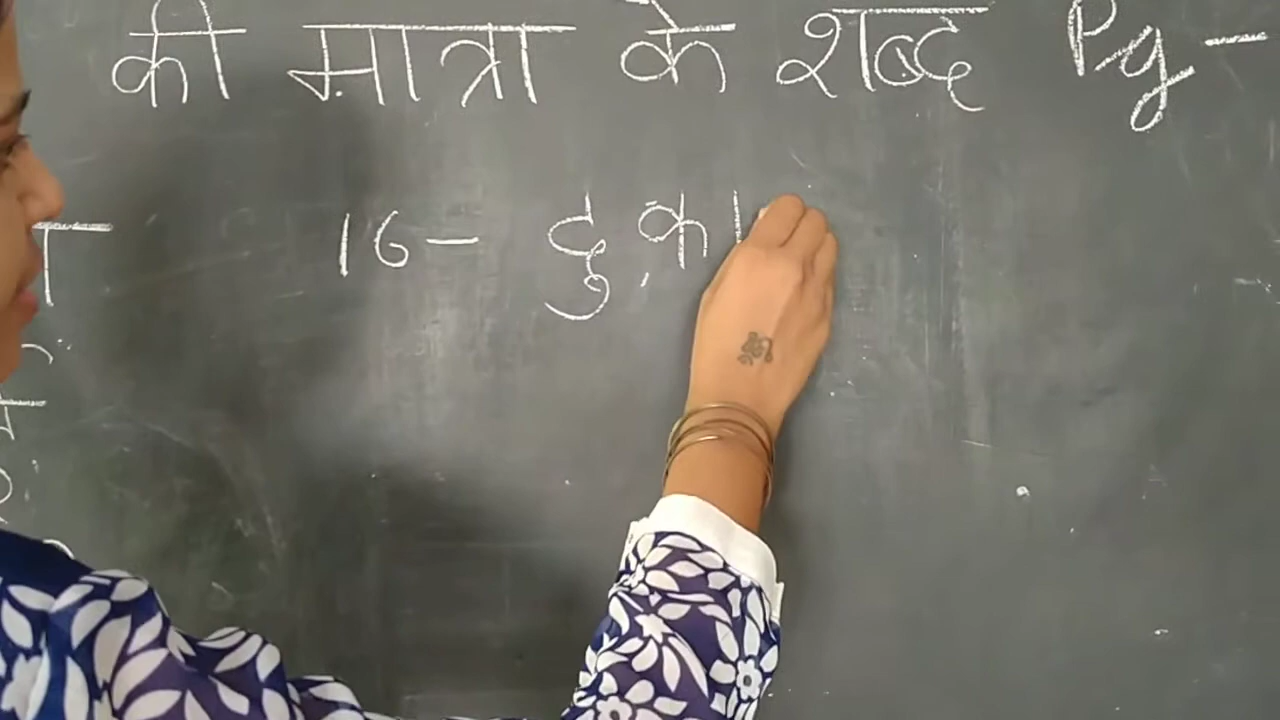 की मात्रा के शब्द Pg -
16- दुका